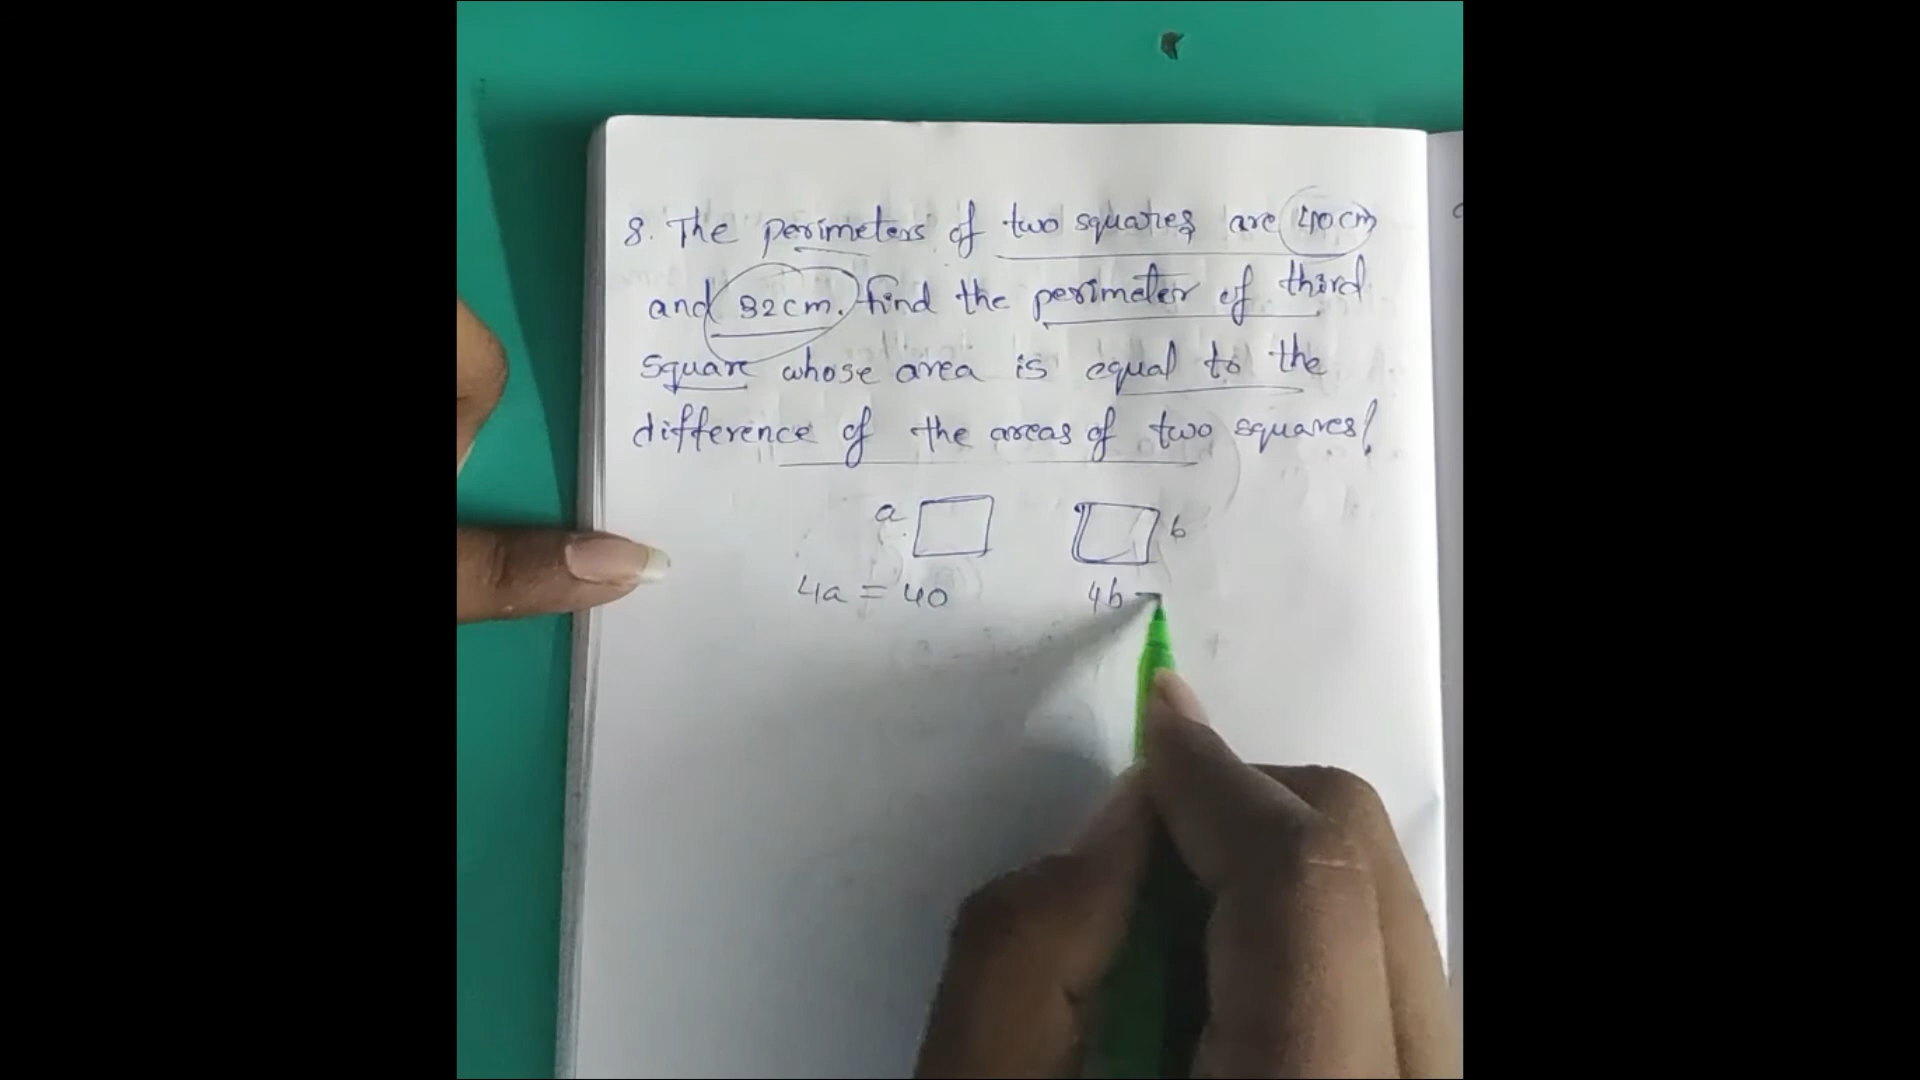 8. The perimeters of two squares are 40cm
and 32cm. find the perimeter of third
square whose area is equal to the
difference of the areas of two squares!
a b
4a = 40 4b =